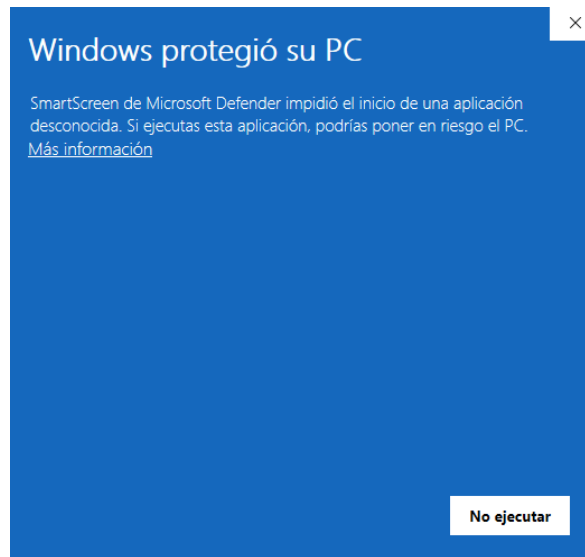 Windows protegió su PC
SmartScreen de Microsoft Defender impidió el inicio de una aplicación
desconocida. Si ejecutas esta aplicación, podrías poner en riesgo el PC.
Más información
No ejecutar